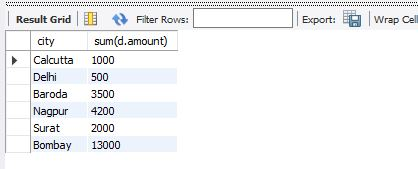 Result Grid Filter Rows: Export: Wrap Cel
city sum(d.amount)
Calcutta 1000
Delhi 500
Baroda 3500
Nagpur 4200
Surat 2000
Bombay 13000